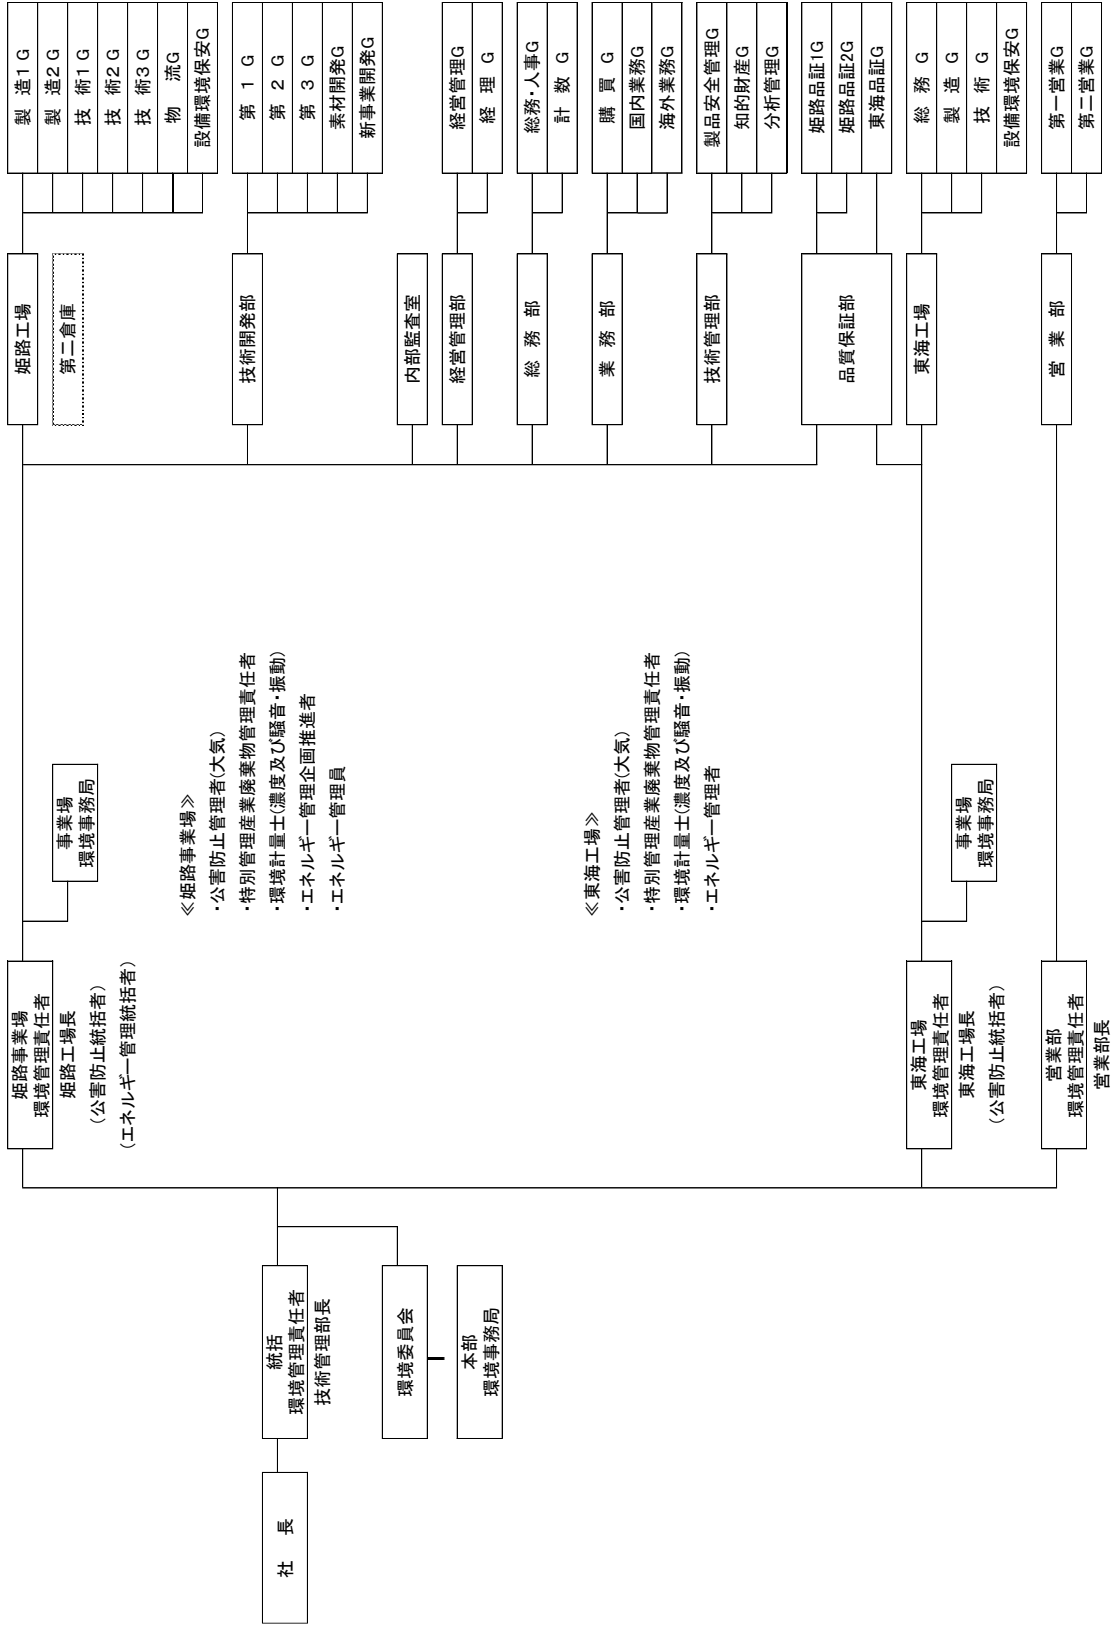 社　長
統括
環境管理責任者
技術管理部長
環境委員会
本部
環境事務局
姫路事業場
環境管理責任者
姫路工場長
(公害防止統括者)
(エネルギー管理統括者)
事業場
環境事務局
≪姫路事業場≫
・公害防止管理者(大気)
・特別管理産業廃棄物管理責任者
・環境計量士(濃度及び騒音・振動)
・エネルギー管理企画推進者
・エネルギー管理員
姫路工場
製　造１Ｇ
製　造２Ｇ
技　術１Ｇ
技　術２Ｇ
技　術３Ｇ
物　　流Ｇ
設備環境保安G
第二倉庫
技術開発部
第　１　Ｇ
第　２　Ｇ
第　３　Ｇ
素材開発G
新事業開発G
内部監査室
経営管理部
経営管理G
経　理　G
総　務　部
総務・人事G
計　数　G
業　務　部
購　買　G
国内業務G
海外業務G
技術管理部
製品安全管理G
知的財産G
分析管理G
品質保証部
姫路品証1G
姫路品証2G
東海品証G
東海工場
環境管理責任者
東海工場長
(公害防止統括者)
事業場
環境事務局
≪東海工場≫
・公害防止管理者(大気)
・特別管理産業廃棄物管理責任者
・環境計量士(濃度及び騒音・振動)
・エネルギー管理者
東海工場
総　務　G
製　造　G
技　術　G
設備環境保安G
営業部
環境管理責任者
営業部長
営　業　部
第一営業G
第二営業G